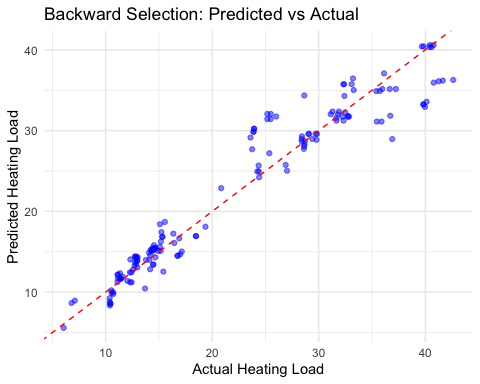 Backward Selection: Predicted vs Actual
40
30
20
10
Predicted Heating Load
10 20 30 40
Actual Heating Load